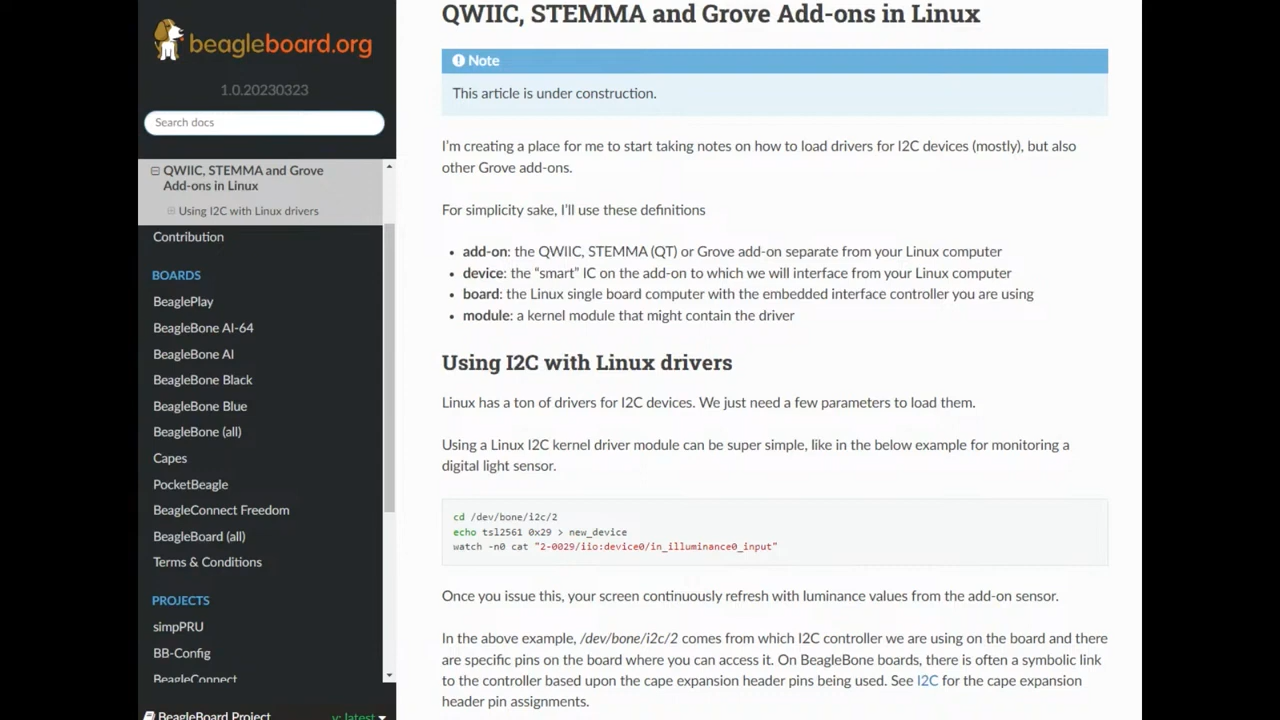 beagleboard.org
1.0.20230323
Search docs
QWIIC, STEMMA and Grove
Add-ons in Linux
Using I2C with Linux drivers
Contribution
BOARDS
BeaglePlay
BeagleBone AI-64
BeagleBone AI
BeagleBone Black
BeagleBone Blue
BeagleBone (all)
Capes
PocketBeagle
BeagleConnect Freedom
BeagleBoard (all)
Terms & Conditions
PROJECTS
simpPRU
BB-Config
BeagleConnect
BeagleBoard Project
v: latest
QWIIC, STEMMA and Grove Add-ons in Linux
Note
This article is under construction.
I'm creating a place for me to start taking notes on how to load drivers for I2C devices (mostly), but also
other Grove add-ons.
For simplicity sake, I'll use these definitions
• add-on: the QWIIC, STEMMA (QT) or Grove add-on separate from your Linux computer
• device: the “smart” IC on the add-on to which we will interface from your Linux computer
• board: the Linux single board computer with the embedded interface controller you are using
• module: a kernel module that might contain the driver
Using I2C with Linux drivers
Linux has a ton of drivers for I2C devices. We just need a few parameters to load them.
Using a Linux I2C kernel driver module can be super simple, like in the below example for monitoring a
digital light sensor.
cd /dev/bone/i2c/2
echo tsl2561 0x29 > new_device
watch -n0 cat "2-0029/iio:device0/in_illuminance0_input"
Once you issue this, your screen continuously refresh with luminance values from the add-on sensor.
In the above example, /dev/bone/i2c/2 comes from which I2C controller we are using on the board and there
are specific pins on the board where you can access it. On BeagleBone boards, there is often a symbolic link
to the controller based upon the cape expansion header pins being used. See I2C for the cape expansion
header pin assignments.